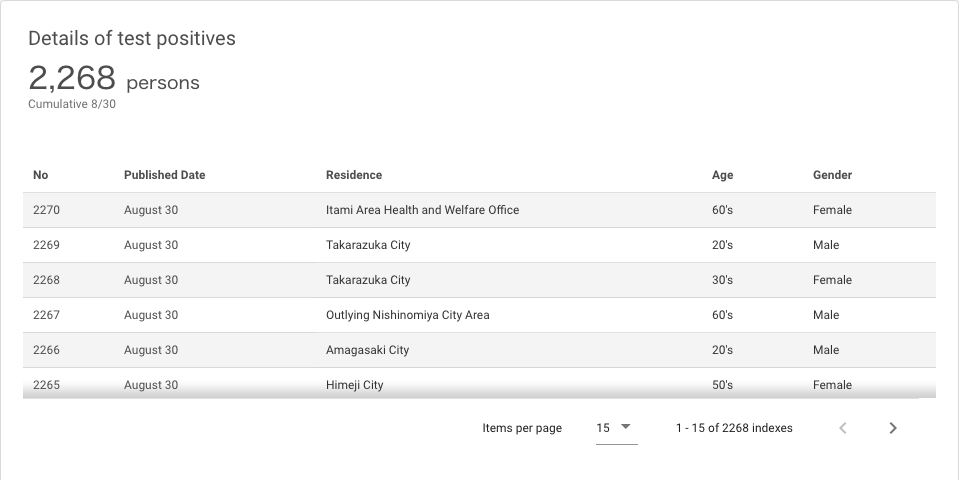 Details of test positives
2,268 persons
Cumulative 8/30
No Published Date Residence Age Gender
2270 August 30 Itami Area Health and Welfare Office 60's Female
2269 August 30 Takarazuka City 20's Male
2268 August 30 Takarazuka City 30's Female
2267 August 30 Outlying Nishinomiya City Area 60's Male
2266 August 30 Amagasaki City 20's Male
2265 August 30 Himeji City 50's Female
Items per page 15 1 - 15 of 2268 indexes